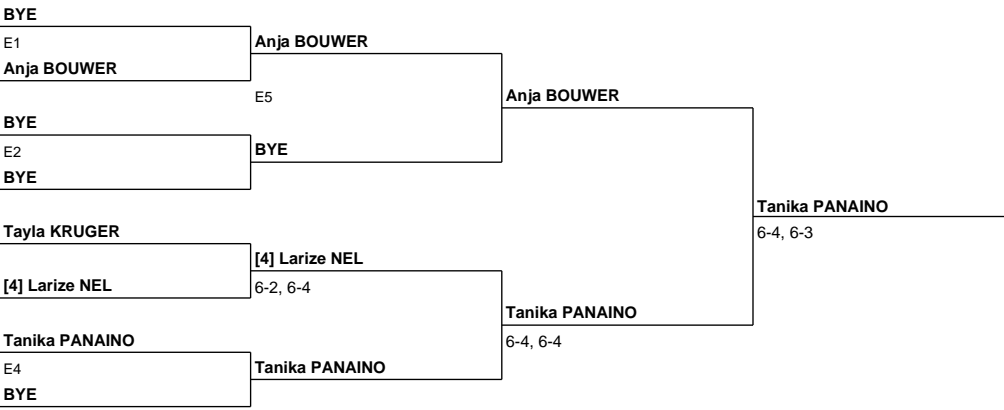 BYE
E1
Anja BOUWER
Anja BOUWER
E5
BYE
E2
BYE
BYE
Anja BOUWER
Tayla KRUGER
[4] Larize NEL
[4] Larize NEL
6-2, 6-4
Tanika PANAINO
E4
BYE
Tanika PANAINO
Tanika PANAINO
6-4, 6-4
Tanika PANAINO
6-4, 6-3